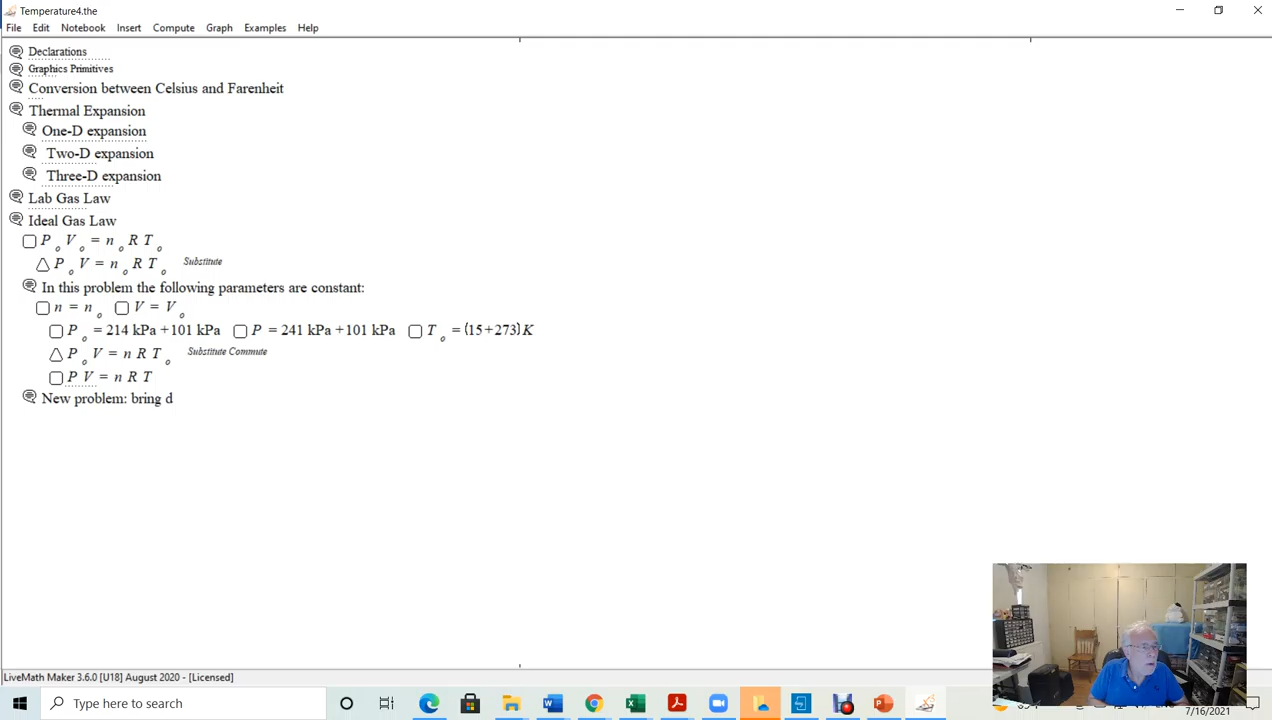 Temperature4.the
File Edit Notebook Insert Compute Graph Examples Help
Declarations
Graphics Primitives
Conversion between Celsius and Farenheit
Thermal Expansion
One-D expansion
Two-D expansion
Three-D expansion
Lab Gas Law
Ideal Gas Law
P o V o = n o R T o
P o V = n o R T o Substitute
In this problem the following parameters are constant:
n = n o V = V o
P o = 214 kPa + 101 kPa P = 241 kPa + 101 kPa T o = (15+273) K
P o V = n R T o Substitute Commute
P V = n R T
New problem: bring d
LiveMath Maker 3.6.0 [U18] August 2020 - [Licensed]
Type here to search
7/16/2021